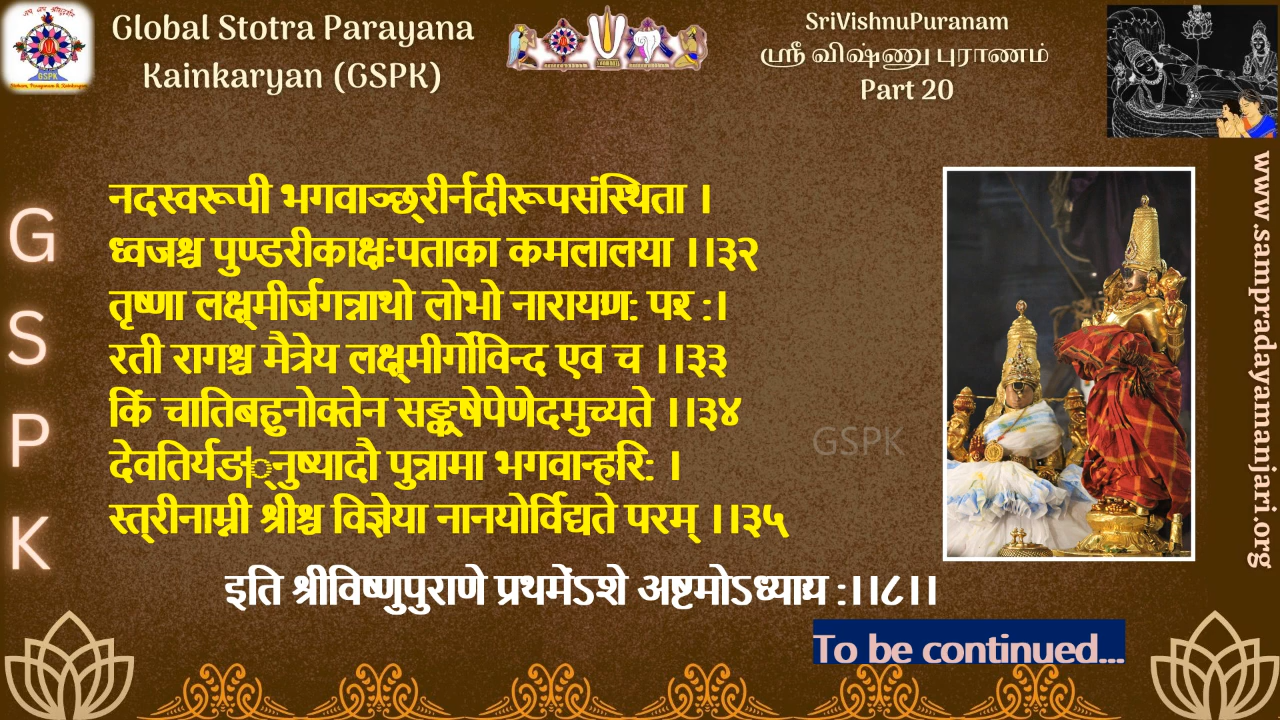 Global Stotra Parayana
Kainkaryan (GSPK)
SriVishnuPuranam
ஸ்ரீ விஷ்ணு புராணம்
Part 20
GSPK
नदस्वरूपी भगवाञ्छ्रीर्नदीरूपसंस्थिता ।
ध्वजश्च पुण्डरीकाक्षःपताका कमलालया ।।३२
तृष्णा लक्ष्मीर्जगन्नाथो लोभो नारायण: पर :।
रती रागश्च मैत्रेय लक्ष्मीर्गोविन्द एव च ।।३३
किं चातिबहुनोक्तेन सङ्क्षेपेणेदमुच्यते ।।३४
देवतिर्यङ्मनुष्यादौ पुन्नामा भगवान्हरि: ।
स्त्रीनाम्नी श्रीश्च विज्ञेया नानयोर्विद्यते परम् ।।३५
इति श्रीविष्णुपुराणे प्रथमेंऽशे अष्टमोऽध्याय :।।८।।
To be continued...
GSPK
www.sampradayamanjari.org